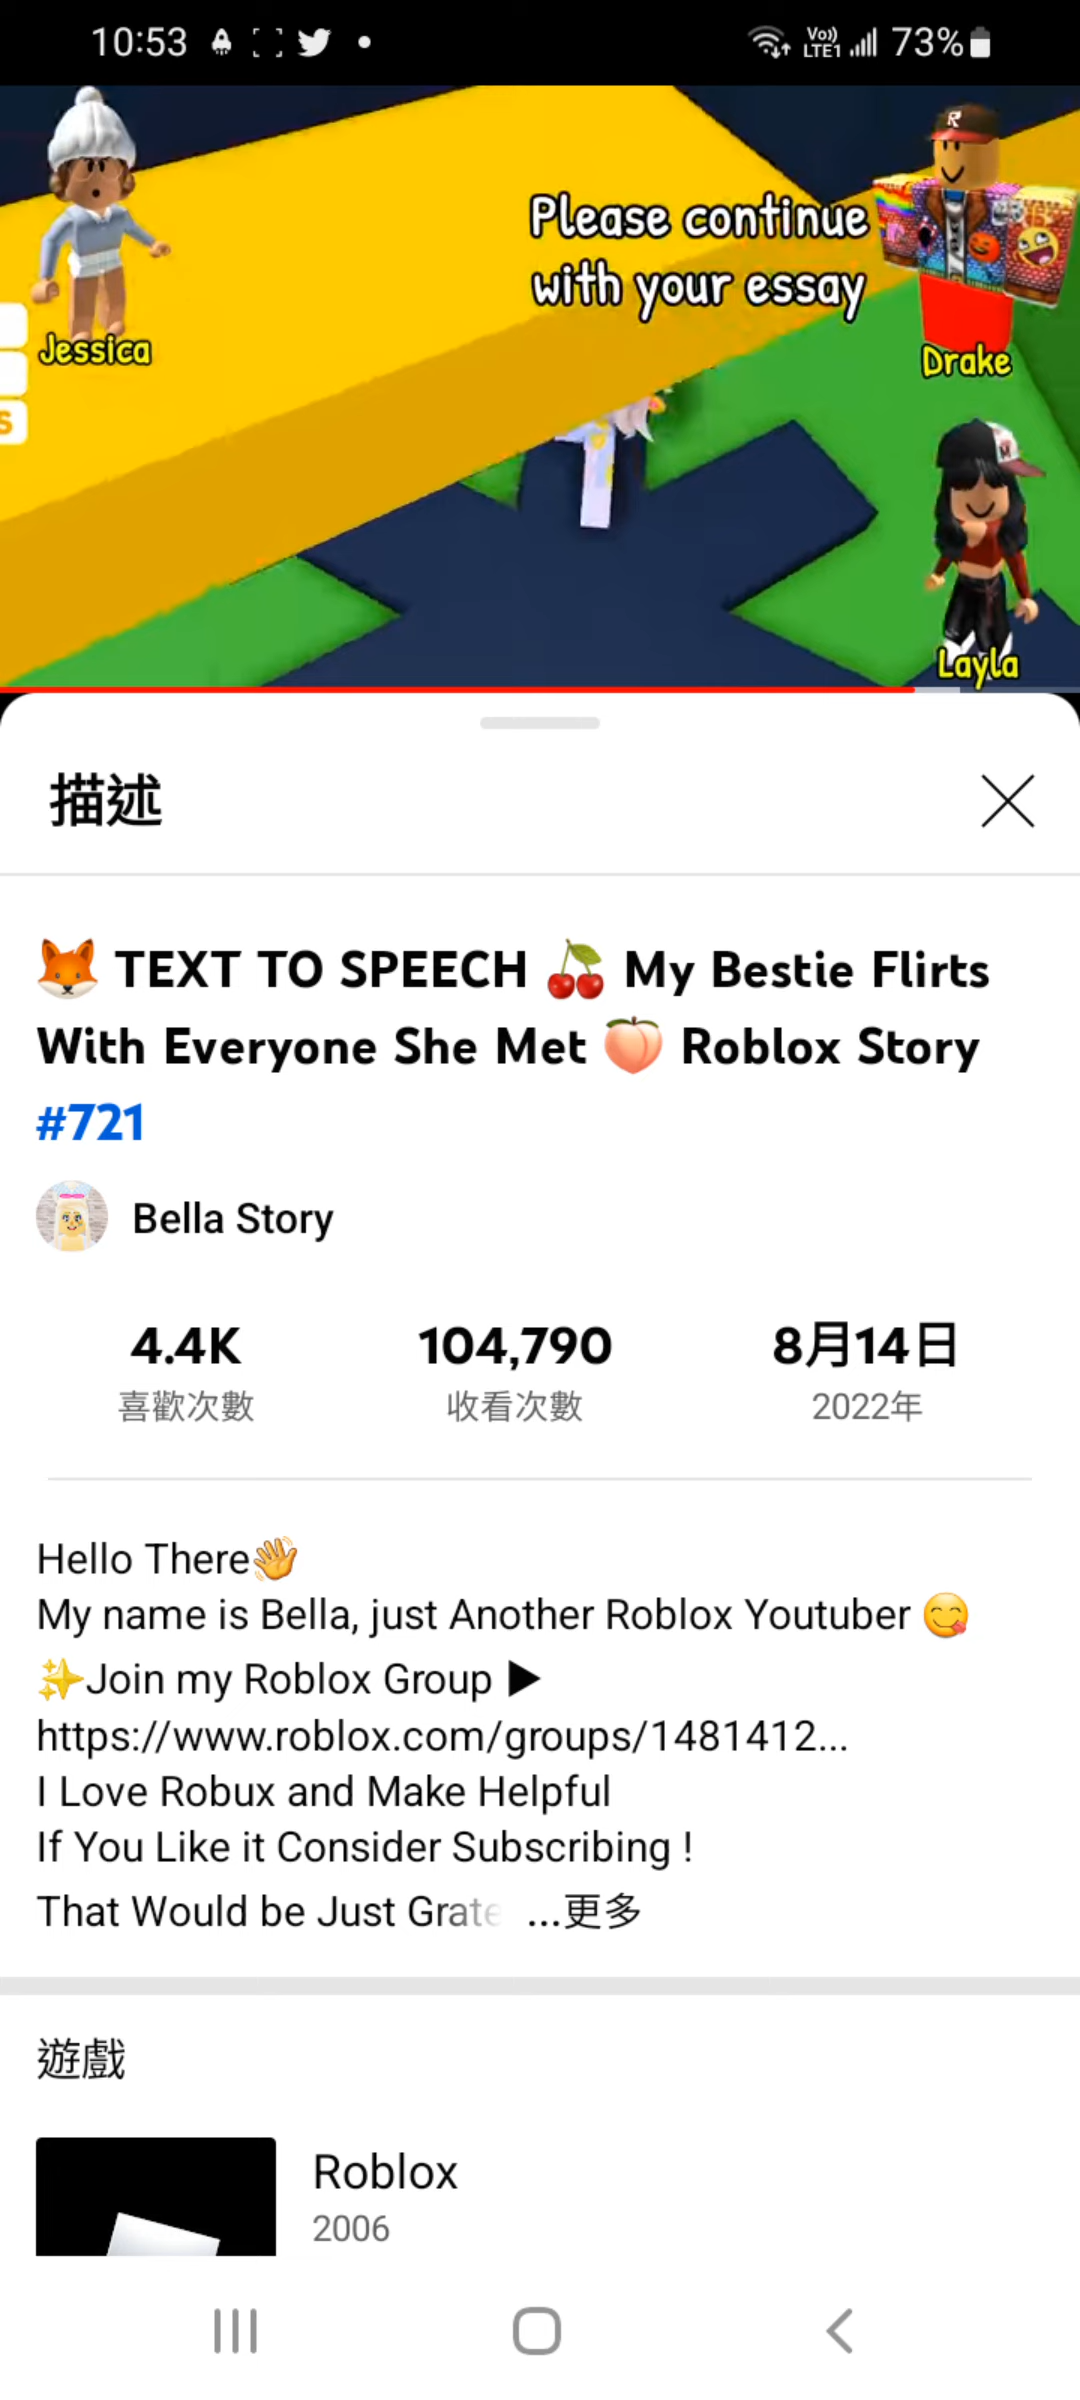 10:53
Vo)) LTE1 73%
Please continue
with your essay
Jessica
S
Drake
Layla
描述
🦊 TEXT TO SPEECH 🍒 My Bestie Flirts
With Everyone She Met 🍑 Roblox Story
#721
Bella Story
4.4K 104,790 8月14日
喜歡次數 收看次數 2022年
Hello There👋
My name is Bella, just Another Roblox Youtuber 😋
✨Join my Roblox Group ▶
https://www.roblox.com/groups/1481412...
I Love Robux and Make Helpful
If You Like it Consider Subscribing !
That Would be Just Grate ...更多
遊戲
Roblox
2006